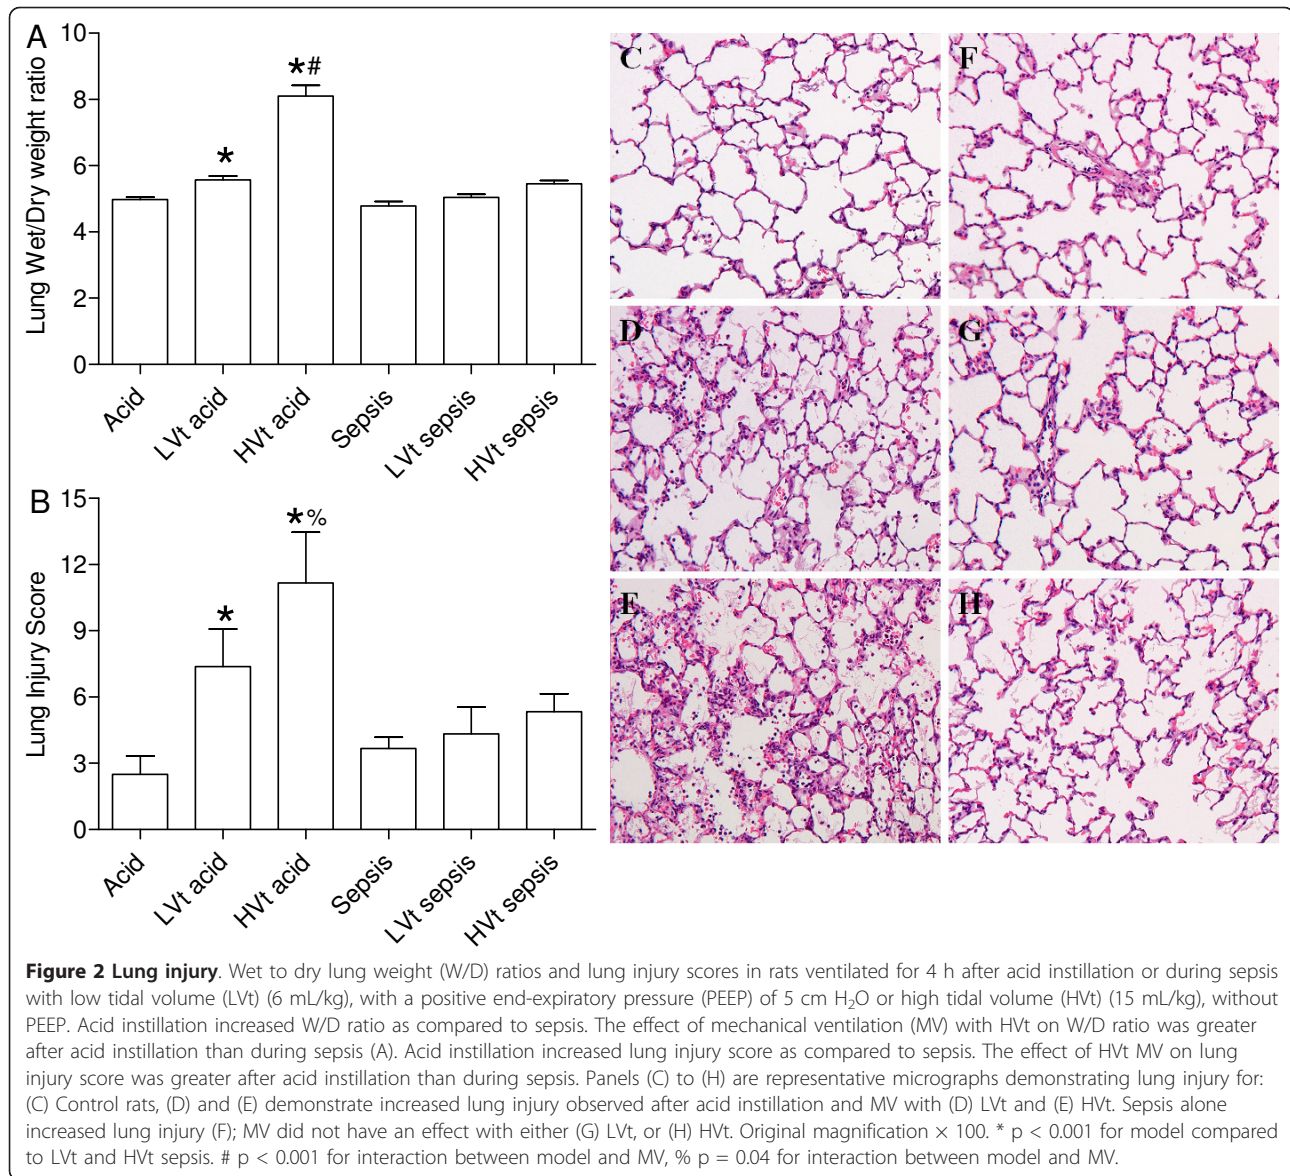 A
10
8
6
4
2
0
Lung Wet/Dry weight ratio
*
*#
Acid
LVt acid
HVt acid
Sepsis
LVt sepsis
HVt sepsis
B
15
12
9
6
3
0
Lung Injury Score
*
*%
Acid
LVt acid
HVt acid
Sepsis
LVt sepsis
HVt sepsis
C
F
D
G
E
H
Figure 2 Lung injury. Wet to dry lung weight (W/D) ratios and lung injury scores in rats ventilated for 4 h after acid instillation or during sepsis
with low tidal volume (LVt) (6 mL/kg), with a positive end-expiratory pressure (PEEP) of 5 cm H₂O or high tidal volume (HVt) (15 mL/kg), without
PEEP. Acid instillation increased W/D ratio as compared to sepsis. The effect of mechanical ventilation (MV) with HVt on W/D ratio was greater
after acid instillation than during sepsis (A). Acid instillation increased lung injury score as compared to sepsis. The effect of HVt MV on lung
injury score was greater after acid instillation than during sepsis. Panels (C) to (H) are representative micrographs demonstrating lung injury for:
(C) Control rats, (D) and (E) demonstrate increased lung injury observed after acid instillation and MV with (D) LVt and (E) HVt. Sepsis alone
increased lung injury (F); MV did not have an effect with either (G) LVt, or (H) HVt. Original magnification × 100. * p < 0.001 for model compared
to LVt and HVt sepsis. # p < 0.001 for interaction between model and MV, % p = 0.04 for interaction between model and MV.